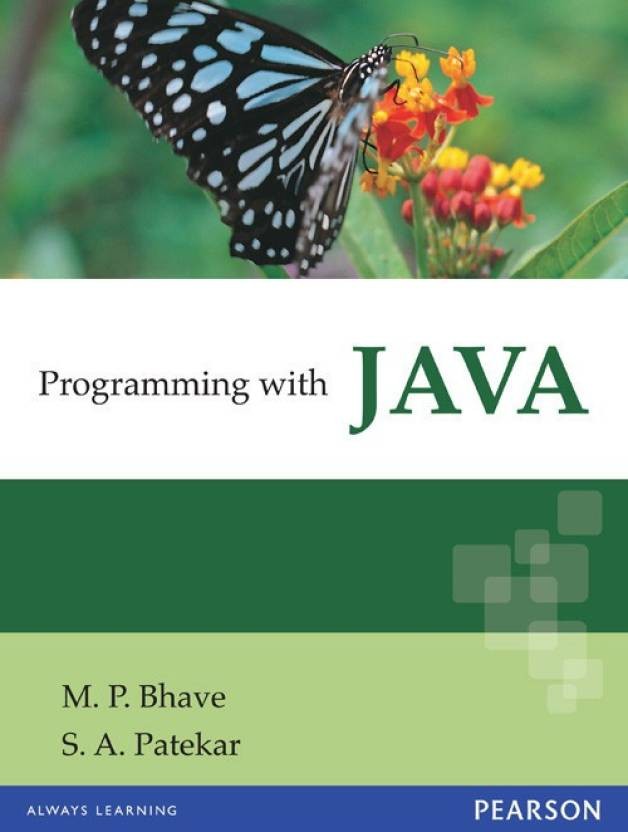 Programming with JAVA
M. P. Bhave
S. A. Patekar
ALWAYS LEARNING
PEARSON